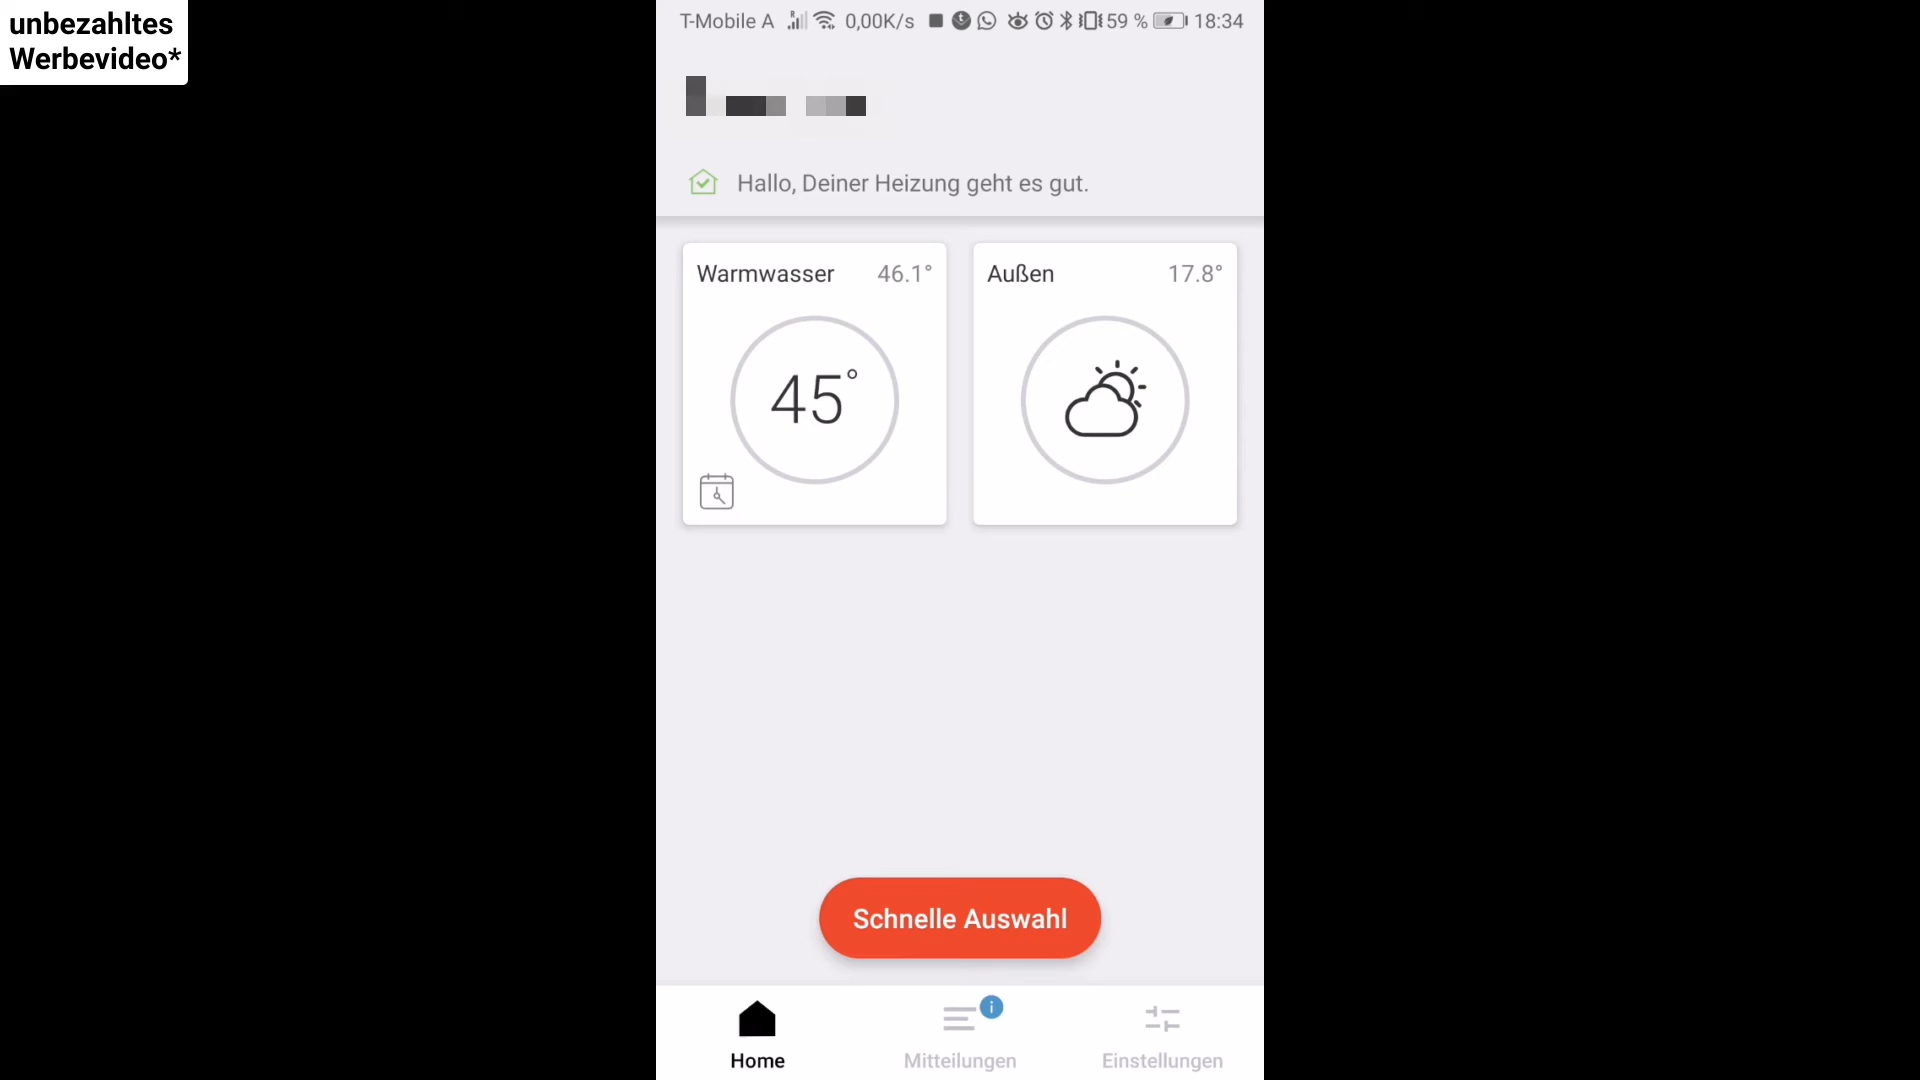 unbezahltes
Werbevideo*
T-Mobile A 0,00K/s 59 % 18:34
Hallo, Deiner Heizung geht es gut.
Warmwasser 46.1°
Außen 17.8°
45°
Schnelle Auswahl
Home
Mitteilungen
Einstellungen